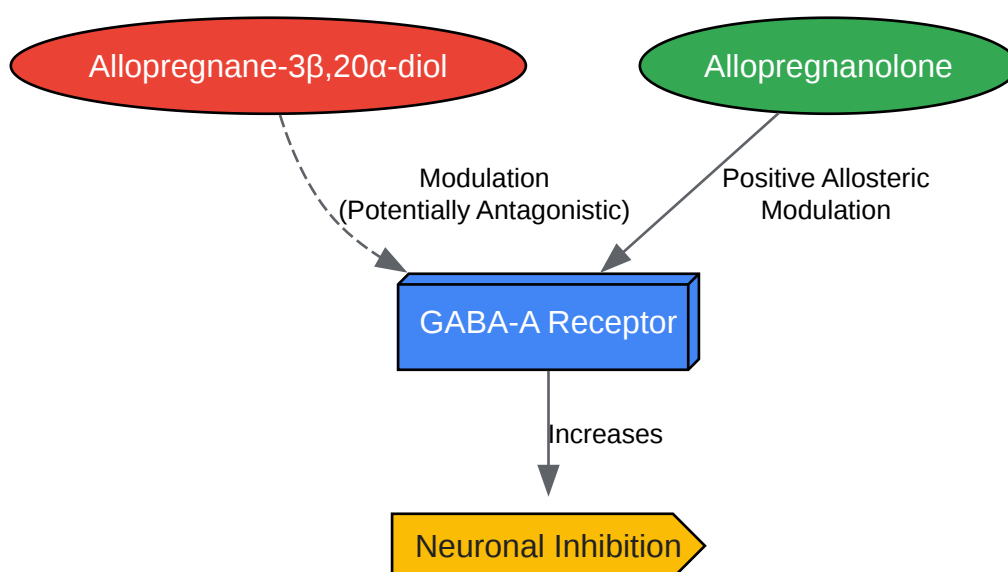 Allopregnane-3β,20α-diol
Allopregnanolone
Modulation
(Potentially Antagonistic)
Positive Allosteric
Modulation
GABA-A Receptor
Increases
Neuronal Inhibition